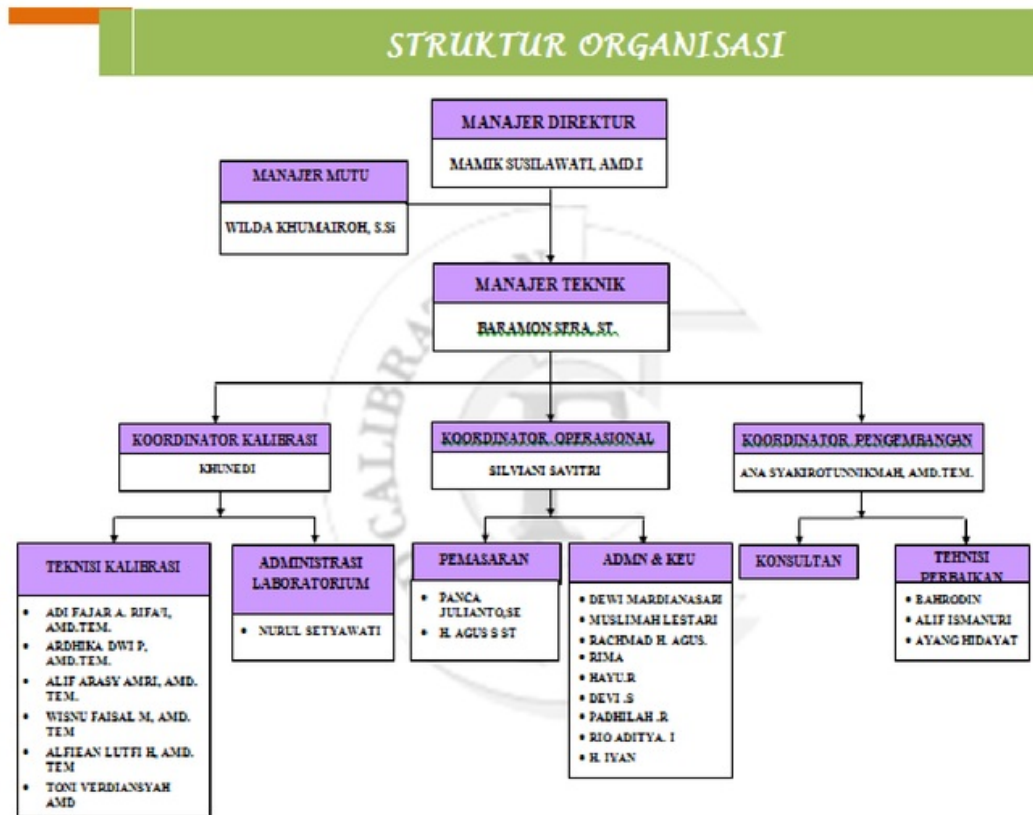 STRUKTUR ORGANISASI
MANAJER DIREKTUR
MAMIK SUSILAWATI, AMD.I
MANAJER MUTU
WILDA KHUMAIROH, S.Si
MANAJER TEKNIK
BARAMON SERA, ST.
KOORDINATOR KALIBRASI
KHUNEDI
KOORDINATOR OPERASIONAL
SILVIANI SAVITRI
KOORDINATOR PENGEMBANGAN
ANA SYAKIROTUNNIKMAH, AMD.TEM.
TEKNISI KALIBRASI
• ADI FAJAR A. RIFA'I,
AMD.TEM.
• ARDHIKA DWI P,
AMD.TEM.
• ALIF ARASY AMRI, AMD.
TEM.
• WISNU FAISAL M, AMD.
TEM
• ALFIEAN LUTFI H, AMD.
TEM
• TONI VERDIANSYAH
AMD
ADMINISTRASI
LABORATORIUM
• NURUL SETYAWATI
PEMASARAN
• PANCA
JULIANTO,SE
• H. AGUS S ST
ADMN & KEU
• DEWI MARDIANASARI
• MUSLIMAH LESTARI
• RACHMAD H. AGUS.
• RIMA
• HAYU.R
• DEVI .S
• PADHILAH .R
• RIO ADITYA. I
• H. IYAN
KONSULTAN
TEHNISI
PERBAIKAN
• BAHRODIN
• ALIF ISMANURI
• AYANG HIDAYAT
CALIBRATION